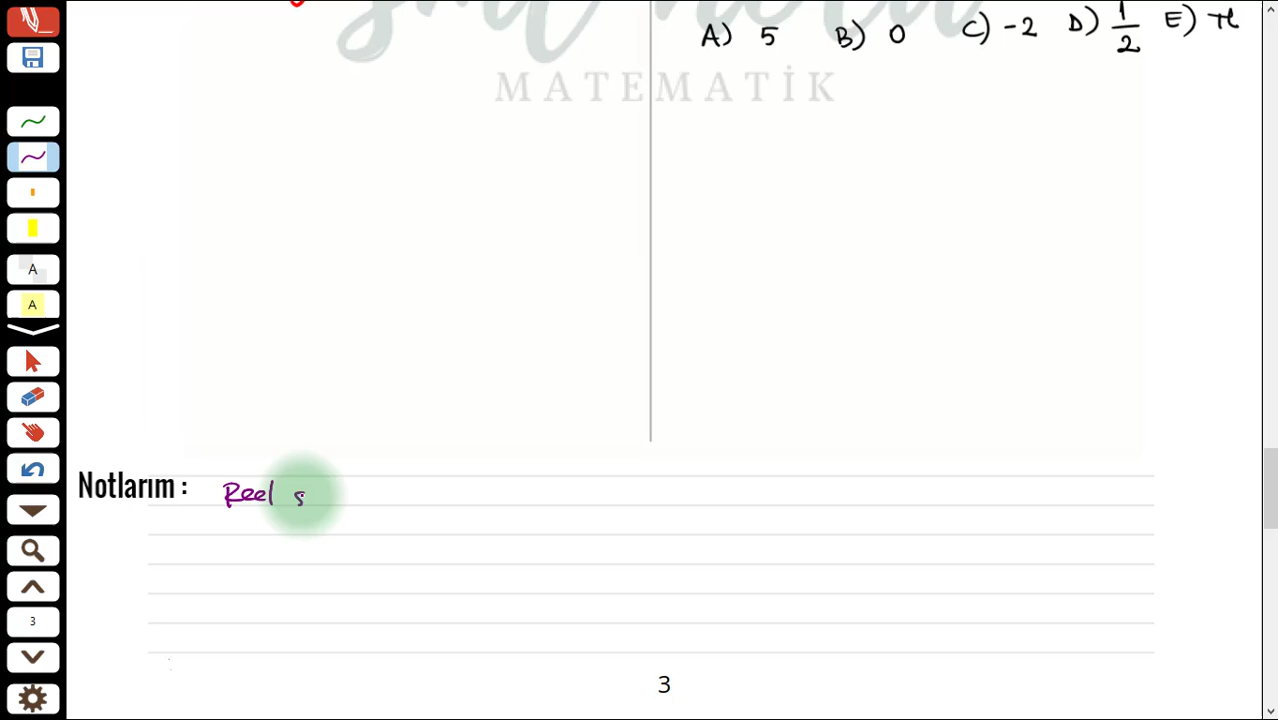 A) 5 B) 0 C) -2 D) 1/2 E) π
MATEMATİK
Notlarım : Reel s
3
A
A
3